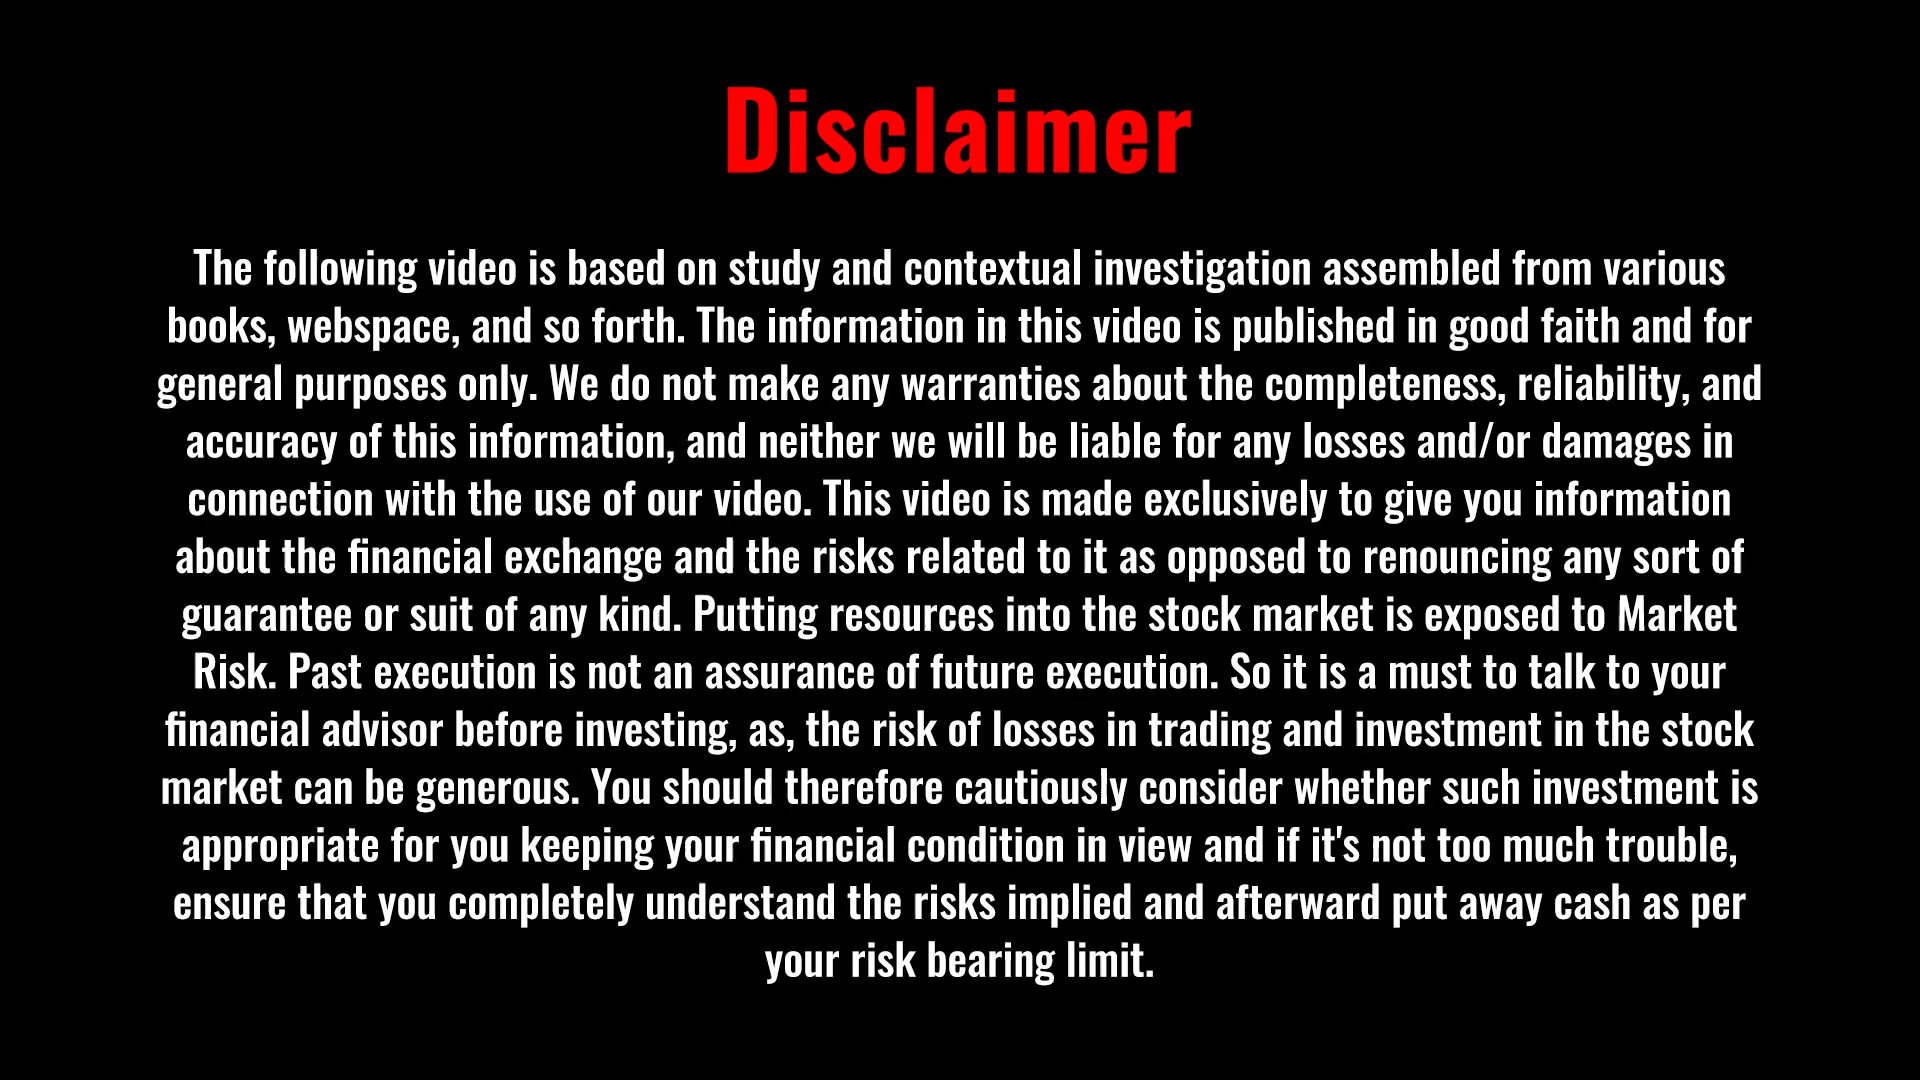 Disclaimer
The following video is based on study and contextual investigation assembled from various
books, webspace, and so forth. The information in this video is published in good faith and for
general purposes only. We do not make any warranties about the completeness, reliability, and
accuracy of this information, and neither we will be liable for any losses and/or damages in
connection with the use of our video. This video is made exclusively to give you information
about the financial exchange and the risks related to it as opposed to renouncing any sort of
guarantee or suit of any kind. Putting resources into the stock market is exposed to Market
Risk. Past execution is not an assurance of future execution. So it is a must to talk to your
financial advisor before investing, as, the risk of losses in trading and investment in the stock
market can be generous. You should therefore cautiously consider whether such investment is
appropriate for you keeping your financial condition in view and if it's not too much trouble,
ensure that you completely understand the risks implied and afterward put away cash as per
your risk bearing limit.